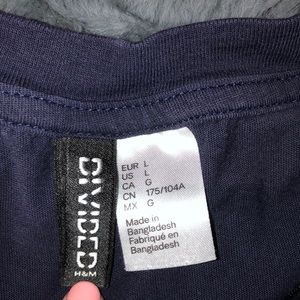 DIVIDED
H&M
EUR L
US L
CA G
CN 175/104A
MX G
Made in
Bangladesh
Fabriqué en
Bangladesh